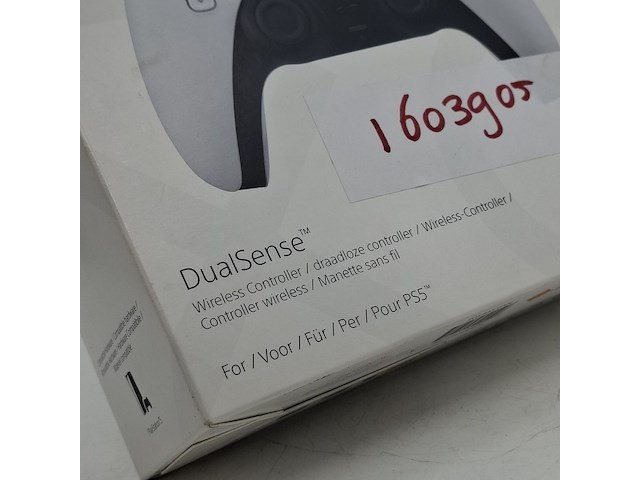 1603905
DualSense™
Wireless Controller / draadloze controller / Wireless-Controller /
Controller wireless / Manette sans fil
For / Voor / Für / Per / Pour PS5™